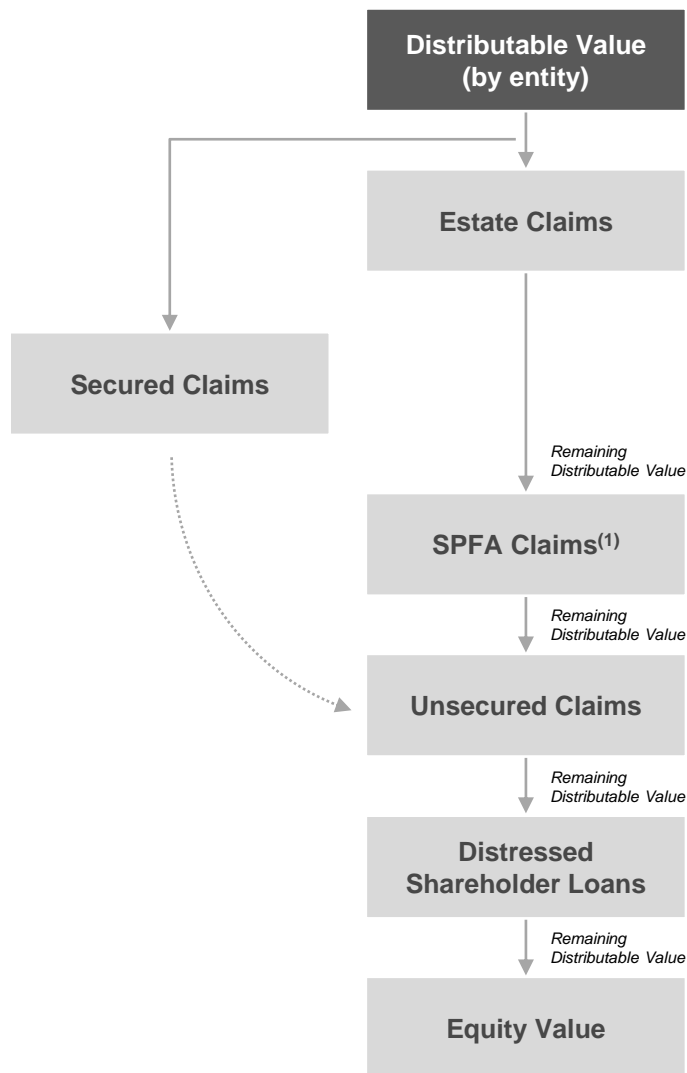 Distributable Value
(by entity)
Estate Claims
Secured Claims
Remaining
Distributable Value
SPFA Claims(1)
Remaining
Distributable Value
Unsecured Claims
Remaining
Distributable Value
Distressed
Shareholder Loans
Remaining
Distributable Value
Equity Value